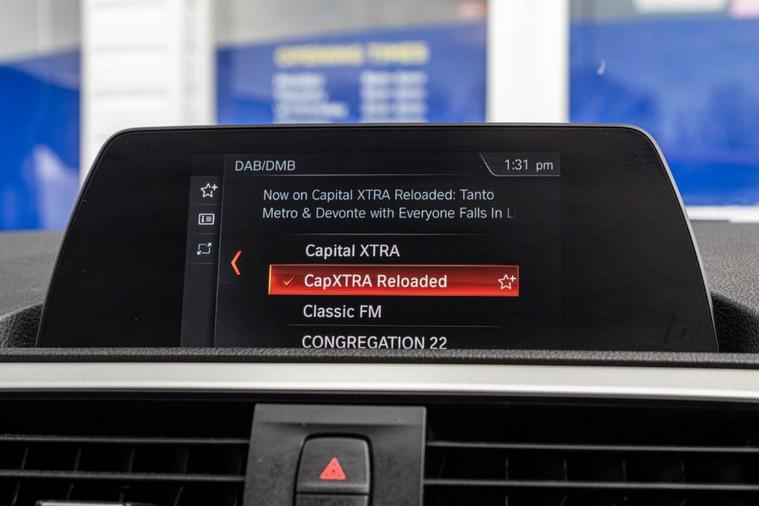 OPENING TIMES
DAB/DMB
1:31 pm
Now on Capital XTRA Reloaded: Tanto
Metro & Devonte with Everyone Falls In L
Capital XTRA
CapXTRA Reloaded
Classic FM
CONGREGATION 22